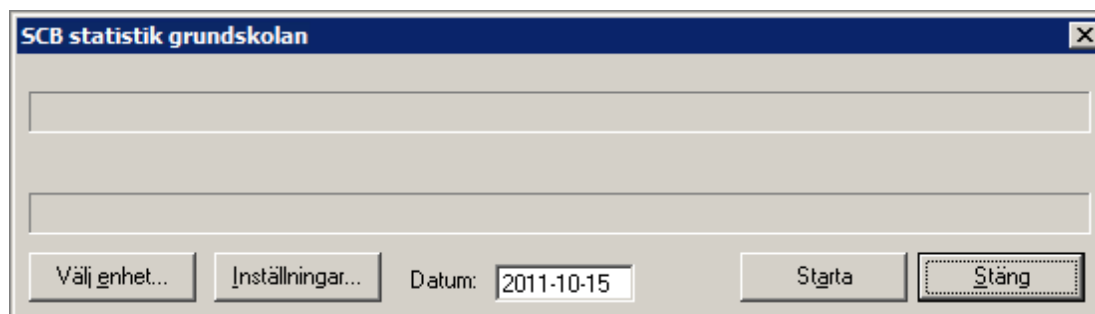 SCB statistik grundskolan
Välj enhet... Inställningar... Datum: 2011-10-15 Starta Stäng